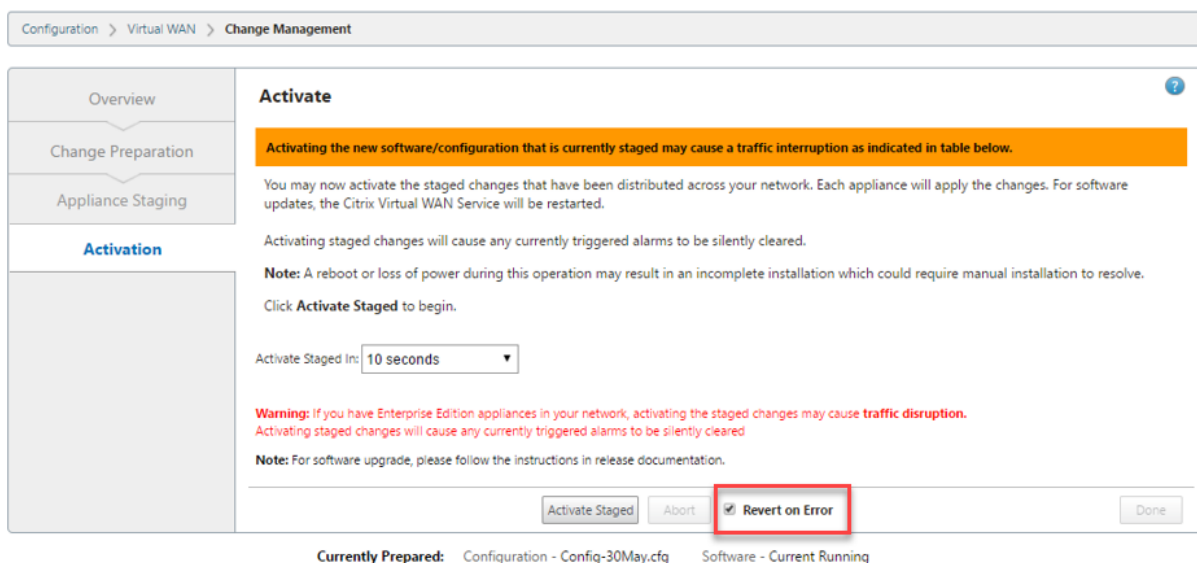 Configuration > Virtual WAN > Change Management
Overview
Change Preparation
Appliance Staging
Activation
Activate
?
Activating the new software/configuration that is currently staged may cause a traffic interruption as indicated in table below.
You may now activate the staged changes that have been distributed across your network. Each appliance will apply the changes. For software
updates, the Citrix Virtual WAN Service will be restarted.
Activating staged changes will cause any currently triggered alarms to be silently cleared.
Note: A reboot or loss of power during this operation may result in an incomplete installation which could require manual installation to resolve.
Click Activate Staged to begin.
Activate Staged In: 10 seconds
Warning: If you have Enterprise Edition appliances in your network, activating the staged changes may cause traffic disruption.
Activating staged changes will cause any currently triggered alarms to be silently cleared
Note: For software upgrade, please follow the instructions in release documentation.
Activate Staged Abort Revert on Error Done
Currently Prepared: Configuration - Config-30May.cfg Software - Current Running